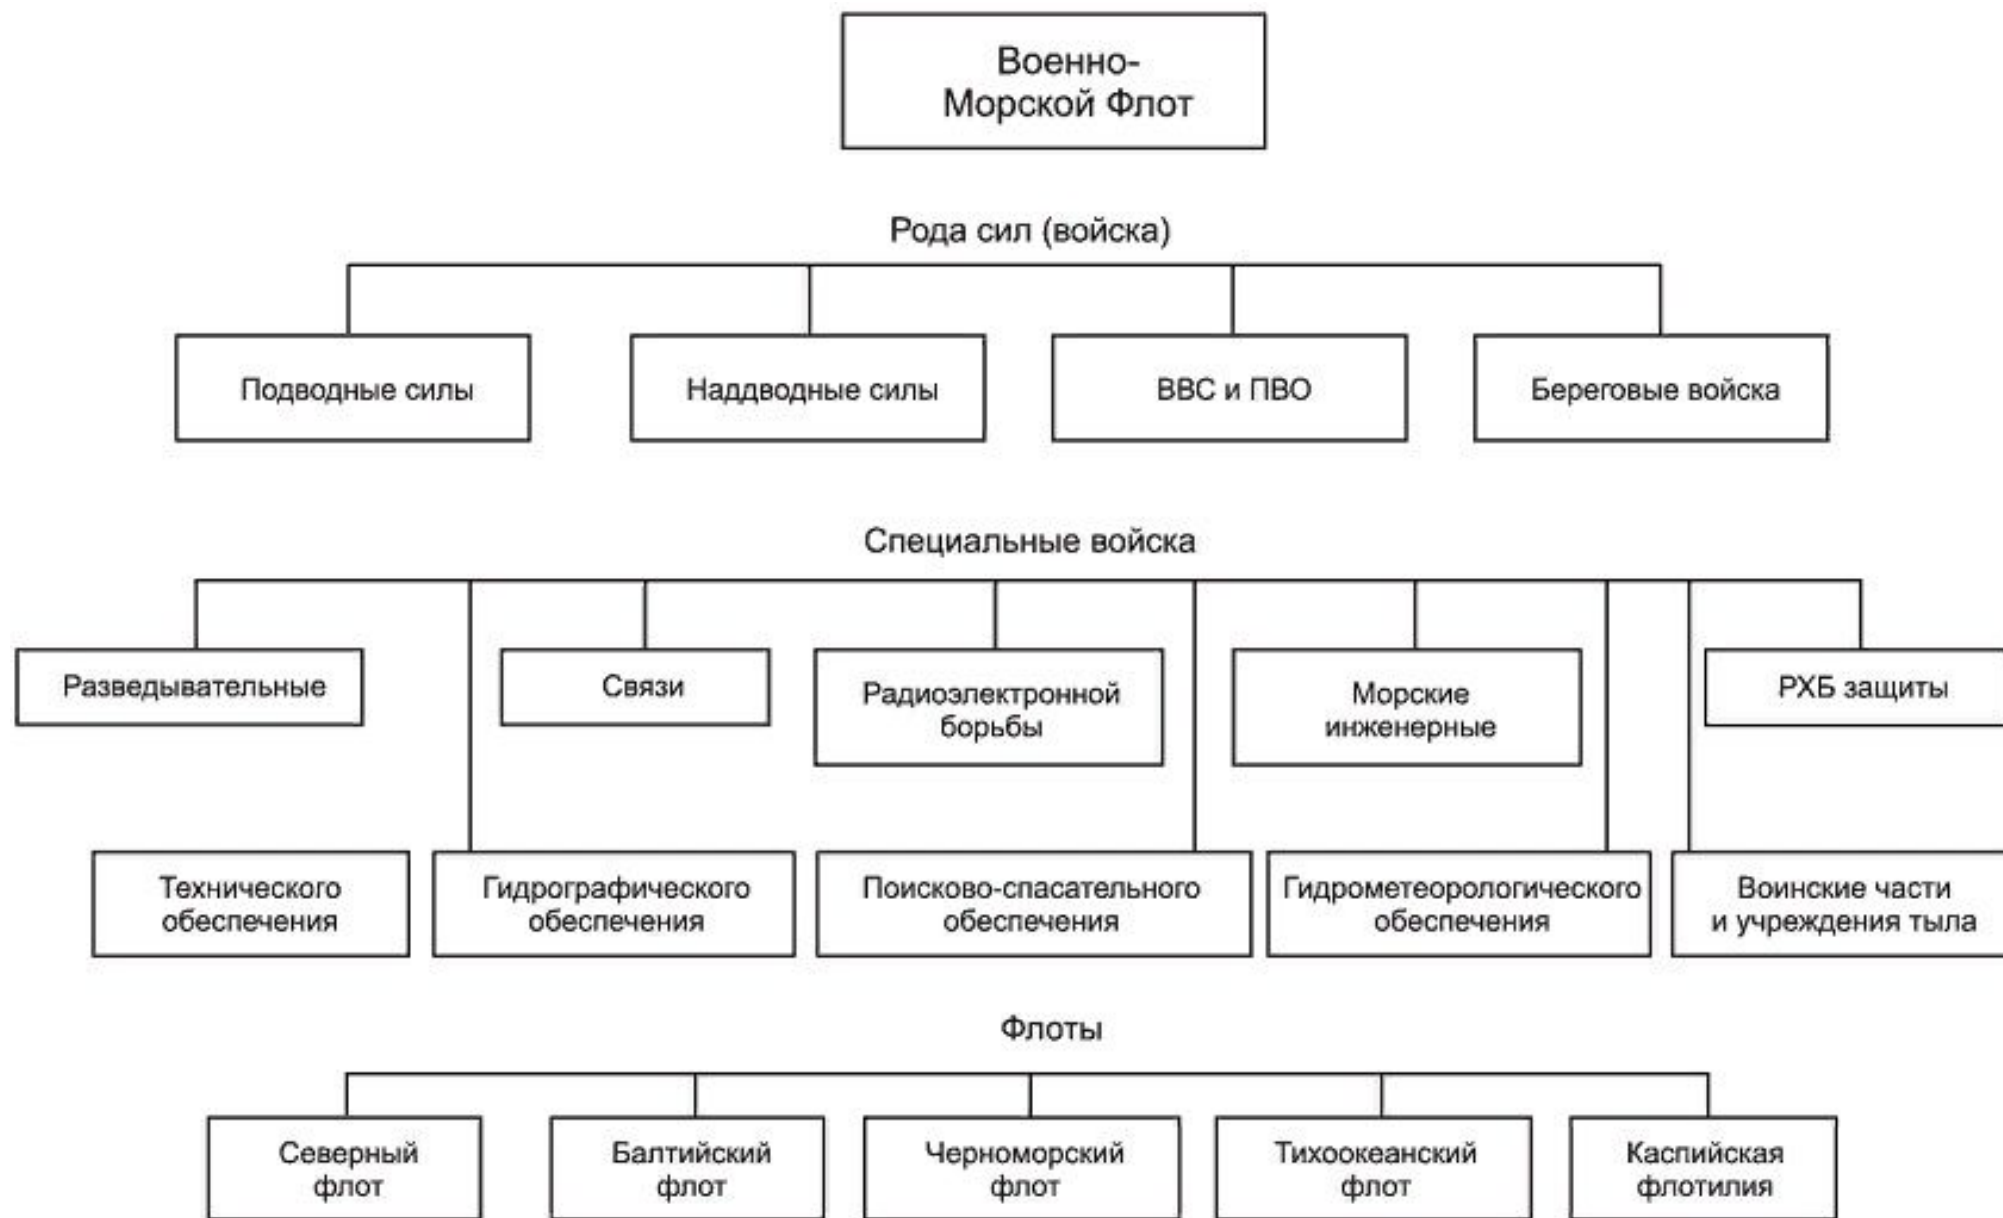 Военно-
Морской Флот
Рода сил (войска)
Подводные силы
Наддводные силы
ВВС и ПВО
Береговые войска
Специальные войска
Разведывательные
Связи
Радиоэлектронной
борьбы
Морские
инженерные
РХБ защиты
Технического
обеспечения
Гидрографического
обеспечения
Поисково-спасательного
обеспечения
Гидрометеорологического
обеспечения
Воинские части
и учреждения тыла
Флоты
Северный
флот
Балтийский
флот
Черноморский
флот
Тихоокеанский
флот
Каспийская
флотилия